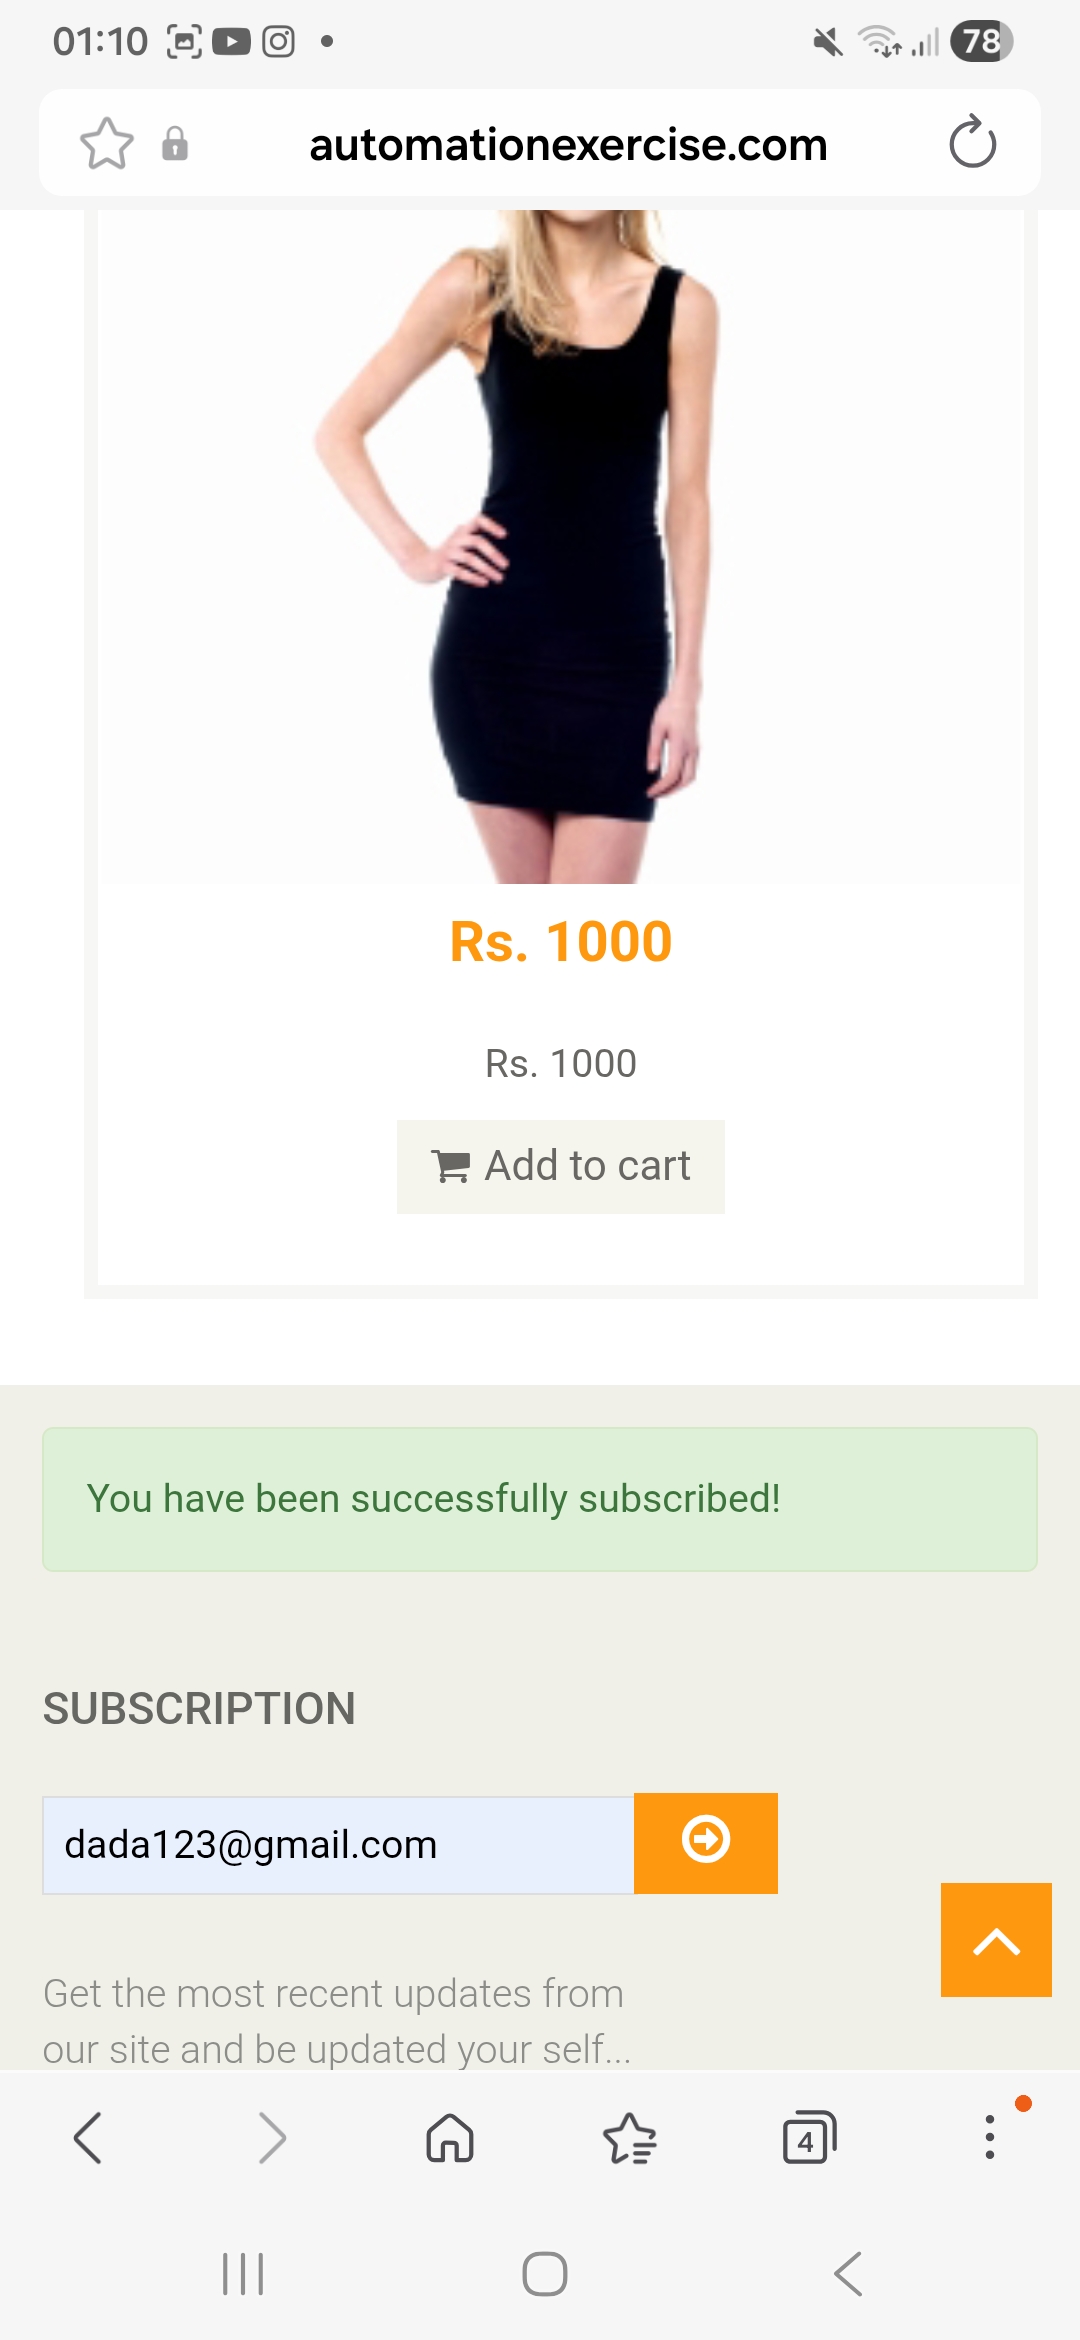 01:10
78
automationexercise.com
Rs. 1000
Rs. 1000
Add to cart
You have been successfully subscribed!
SUBSCRIPTION
dada123@gmail.com
Get the most recent updates from
our site and be updated your self...
4